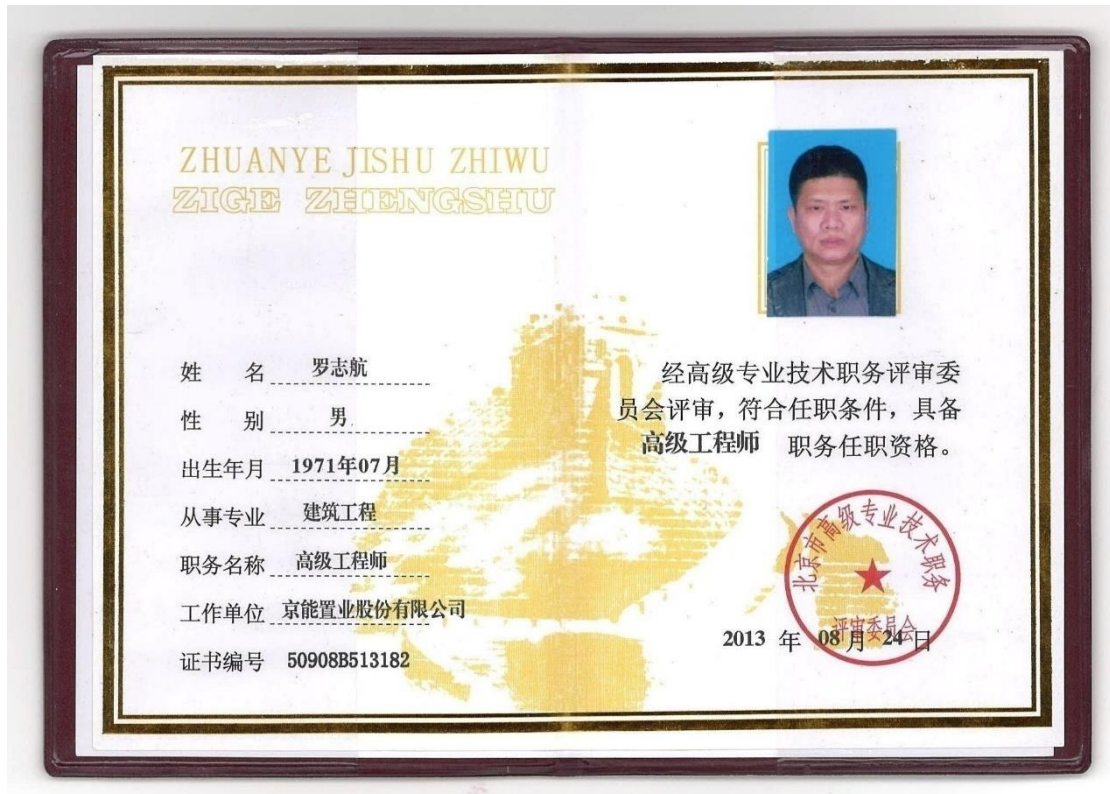 ZHUANYE JISHU ZHIWU
ZIGE ZHENGSHU
姓 名 罗志航
性 别 男
出生年月 1971年07月
从事专业 建筑工程
职务名称 高级工程师
工作单位 京能置业股份有限公司
证书编号 50908B513182
经高级专业技术职务评审委
员会评审，符合任职条件，具备
高级工程师 职务任职资格。
北京市高级专业技术职务
评审委员会
2013 年 08 月 24 日